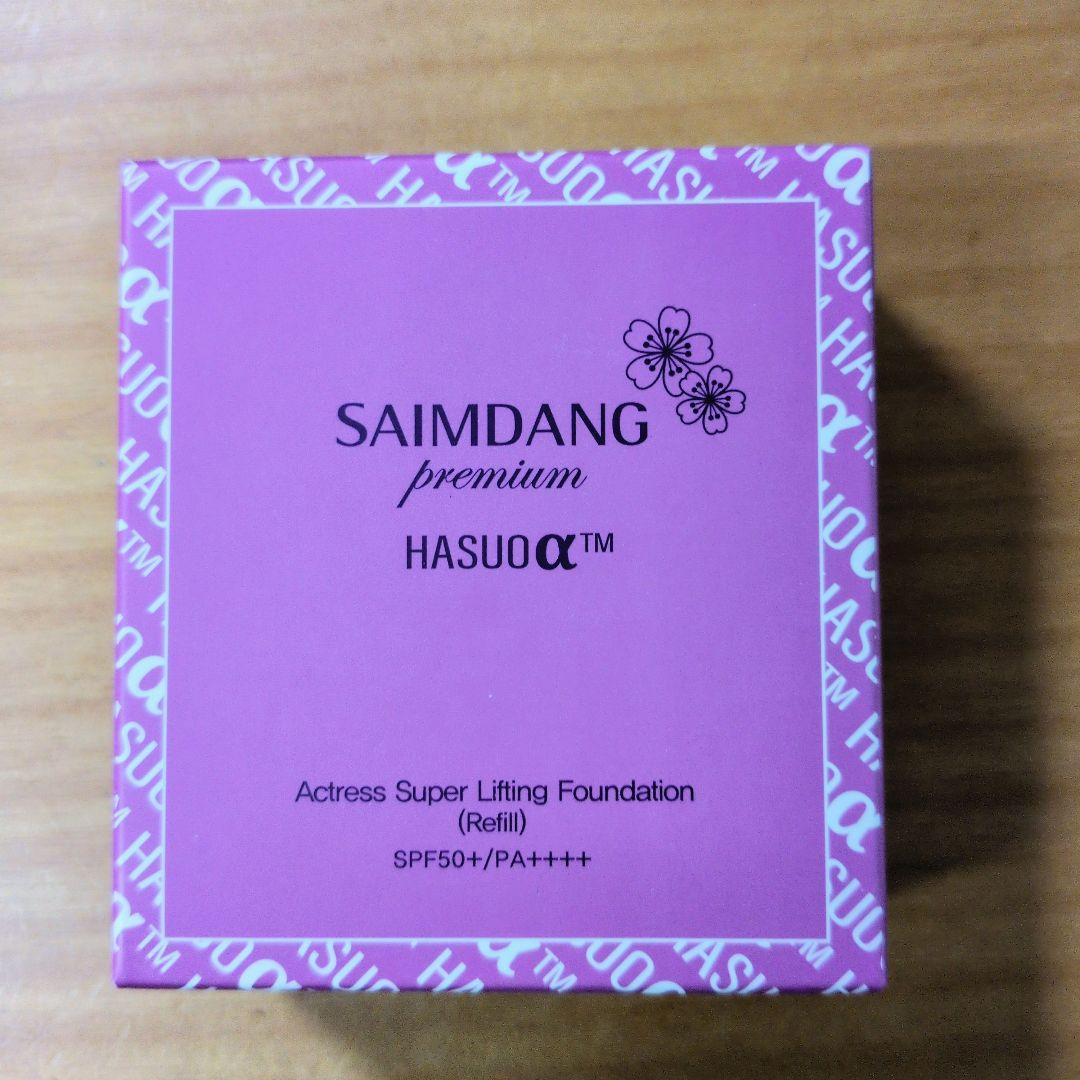 SAIMDANG
premium
HASUOα™
Actress Super Lifting Foundation
(Refill)
SPF50+/PA++++